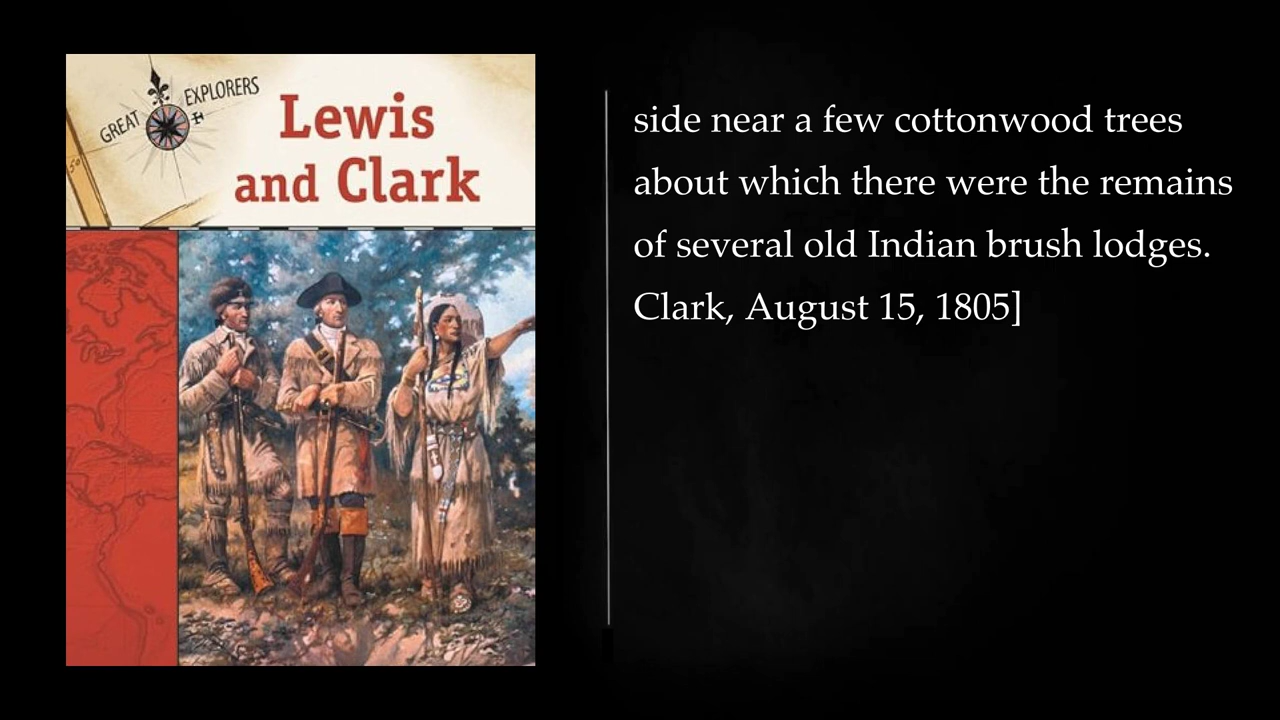 GREAT EXPLORERS
Lewis
and Clark
50
side near a few cottonwood trees
about which there were the remains
of several old Indian brush lodges.
Clark, August 15, 1805]